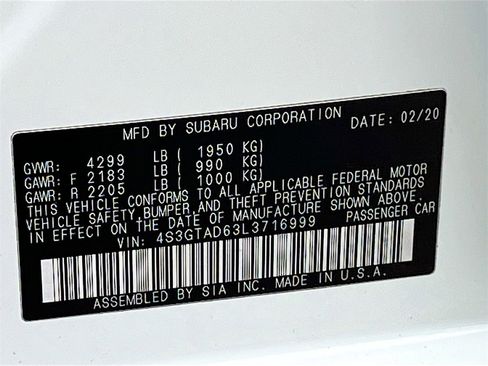 MFD BY SUBARU CORPORATION DATE: 02/20
GVWR: 4299 LB ( 1950 KG)
GAWR: F 2183 LB ( 990 KG)
GAWR: R 2205 LB ( 1000 KG)
THIS VEHICLE CONFORMS TO ALL APPLICABLE FEDERAL MOTOR
VEHICLE SAFETY, BUMPER, AND THEFT PREVENTION STANDARDS
IN EFFECT ON THE DATE OF MANUFACTURE SHOWN ABOVE.
VIN: 4S3GTAD63L3716999 PASSENGER CAR
ASSEMBLED BY SIA INC. MADE IN U.S.A.